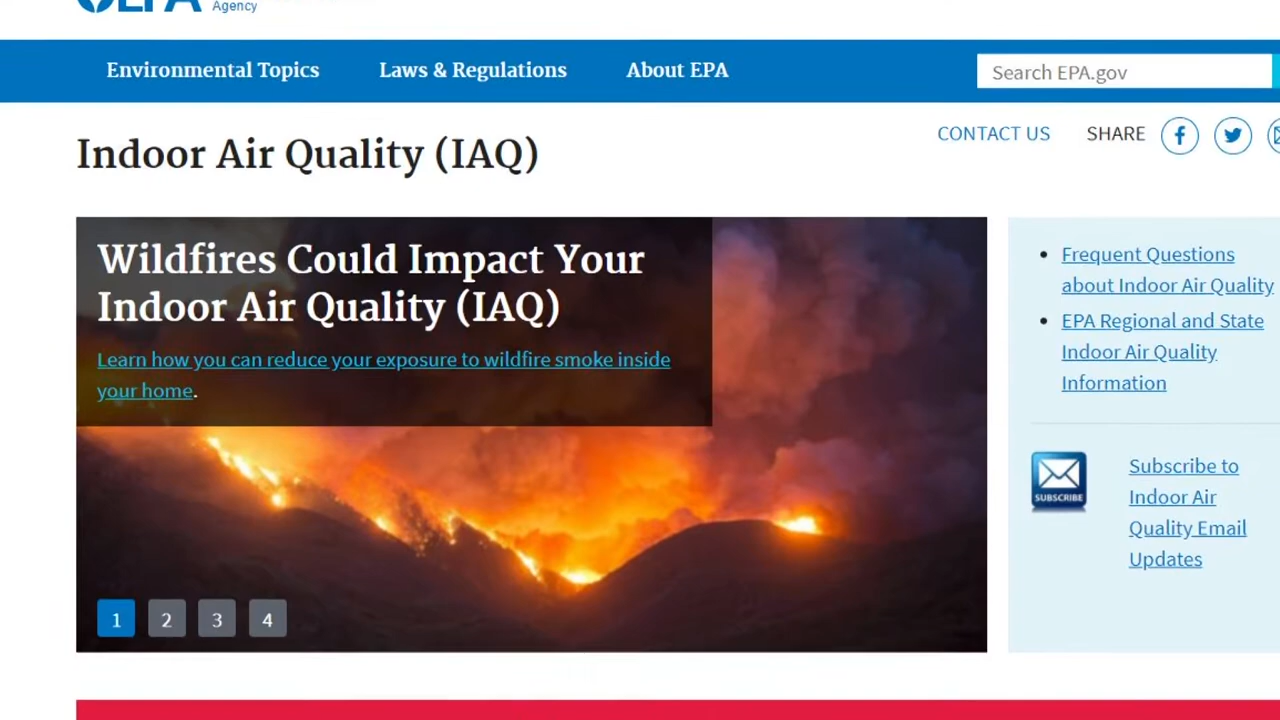 EPA
Agency
Environmental Topics
Laws & Regulations
About EPA
Search EPA.gov
CONTACT US
SHARE
Indoor Air Quality (IAQ)
Wildfires Could Impact Your
Indoor Air Quality (IAQ)
Learn how you can reduce your exposure to wildfire smoke inside
your home.
1
2
3
4
Frequent Questions
about Indoor Air Quality
EPA Regional and State
Indoor Air Quality
Information
SUBSCRIBE
Subscribe to
Indoor Air
Quality Email
Updates